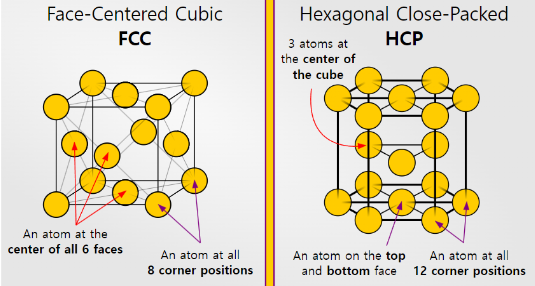 Face-Centered Cubic
FCC
An atom at the
center of all 6 faces
An atom at all
8 corner positions
Hexagonal Close-Packed
HCP
3 atoms at
the center of
the cube
An atom on the top
and bottom face
An atom at all
12 corner positions